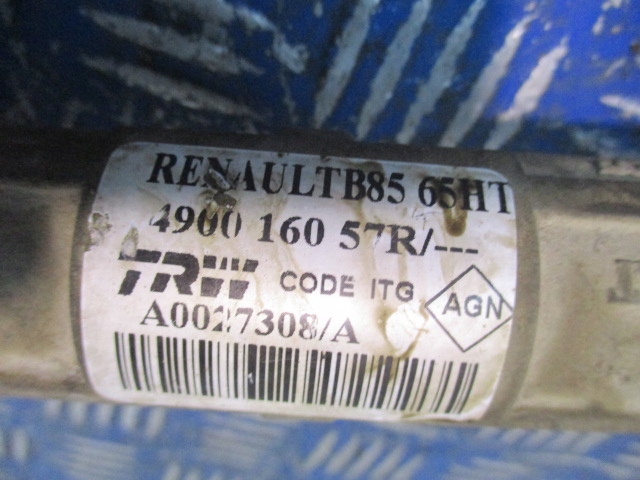 RENAULTB85 65HT
4900 160 57R/---
TRW CODE ITG AGN
A0027308/A